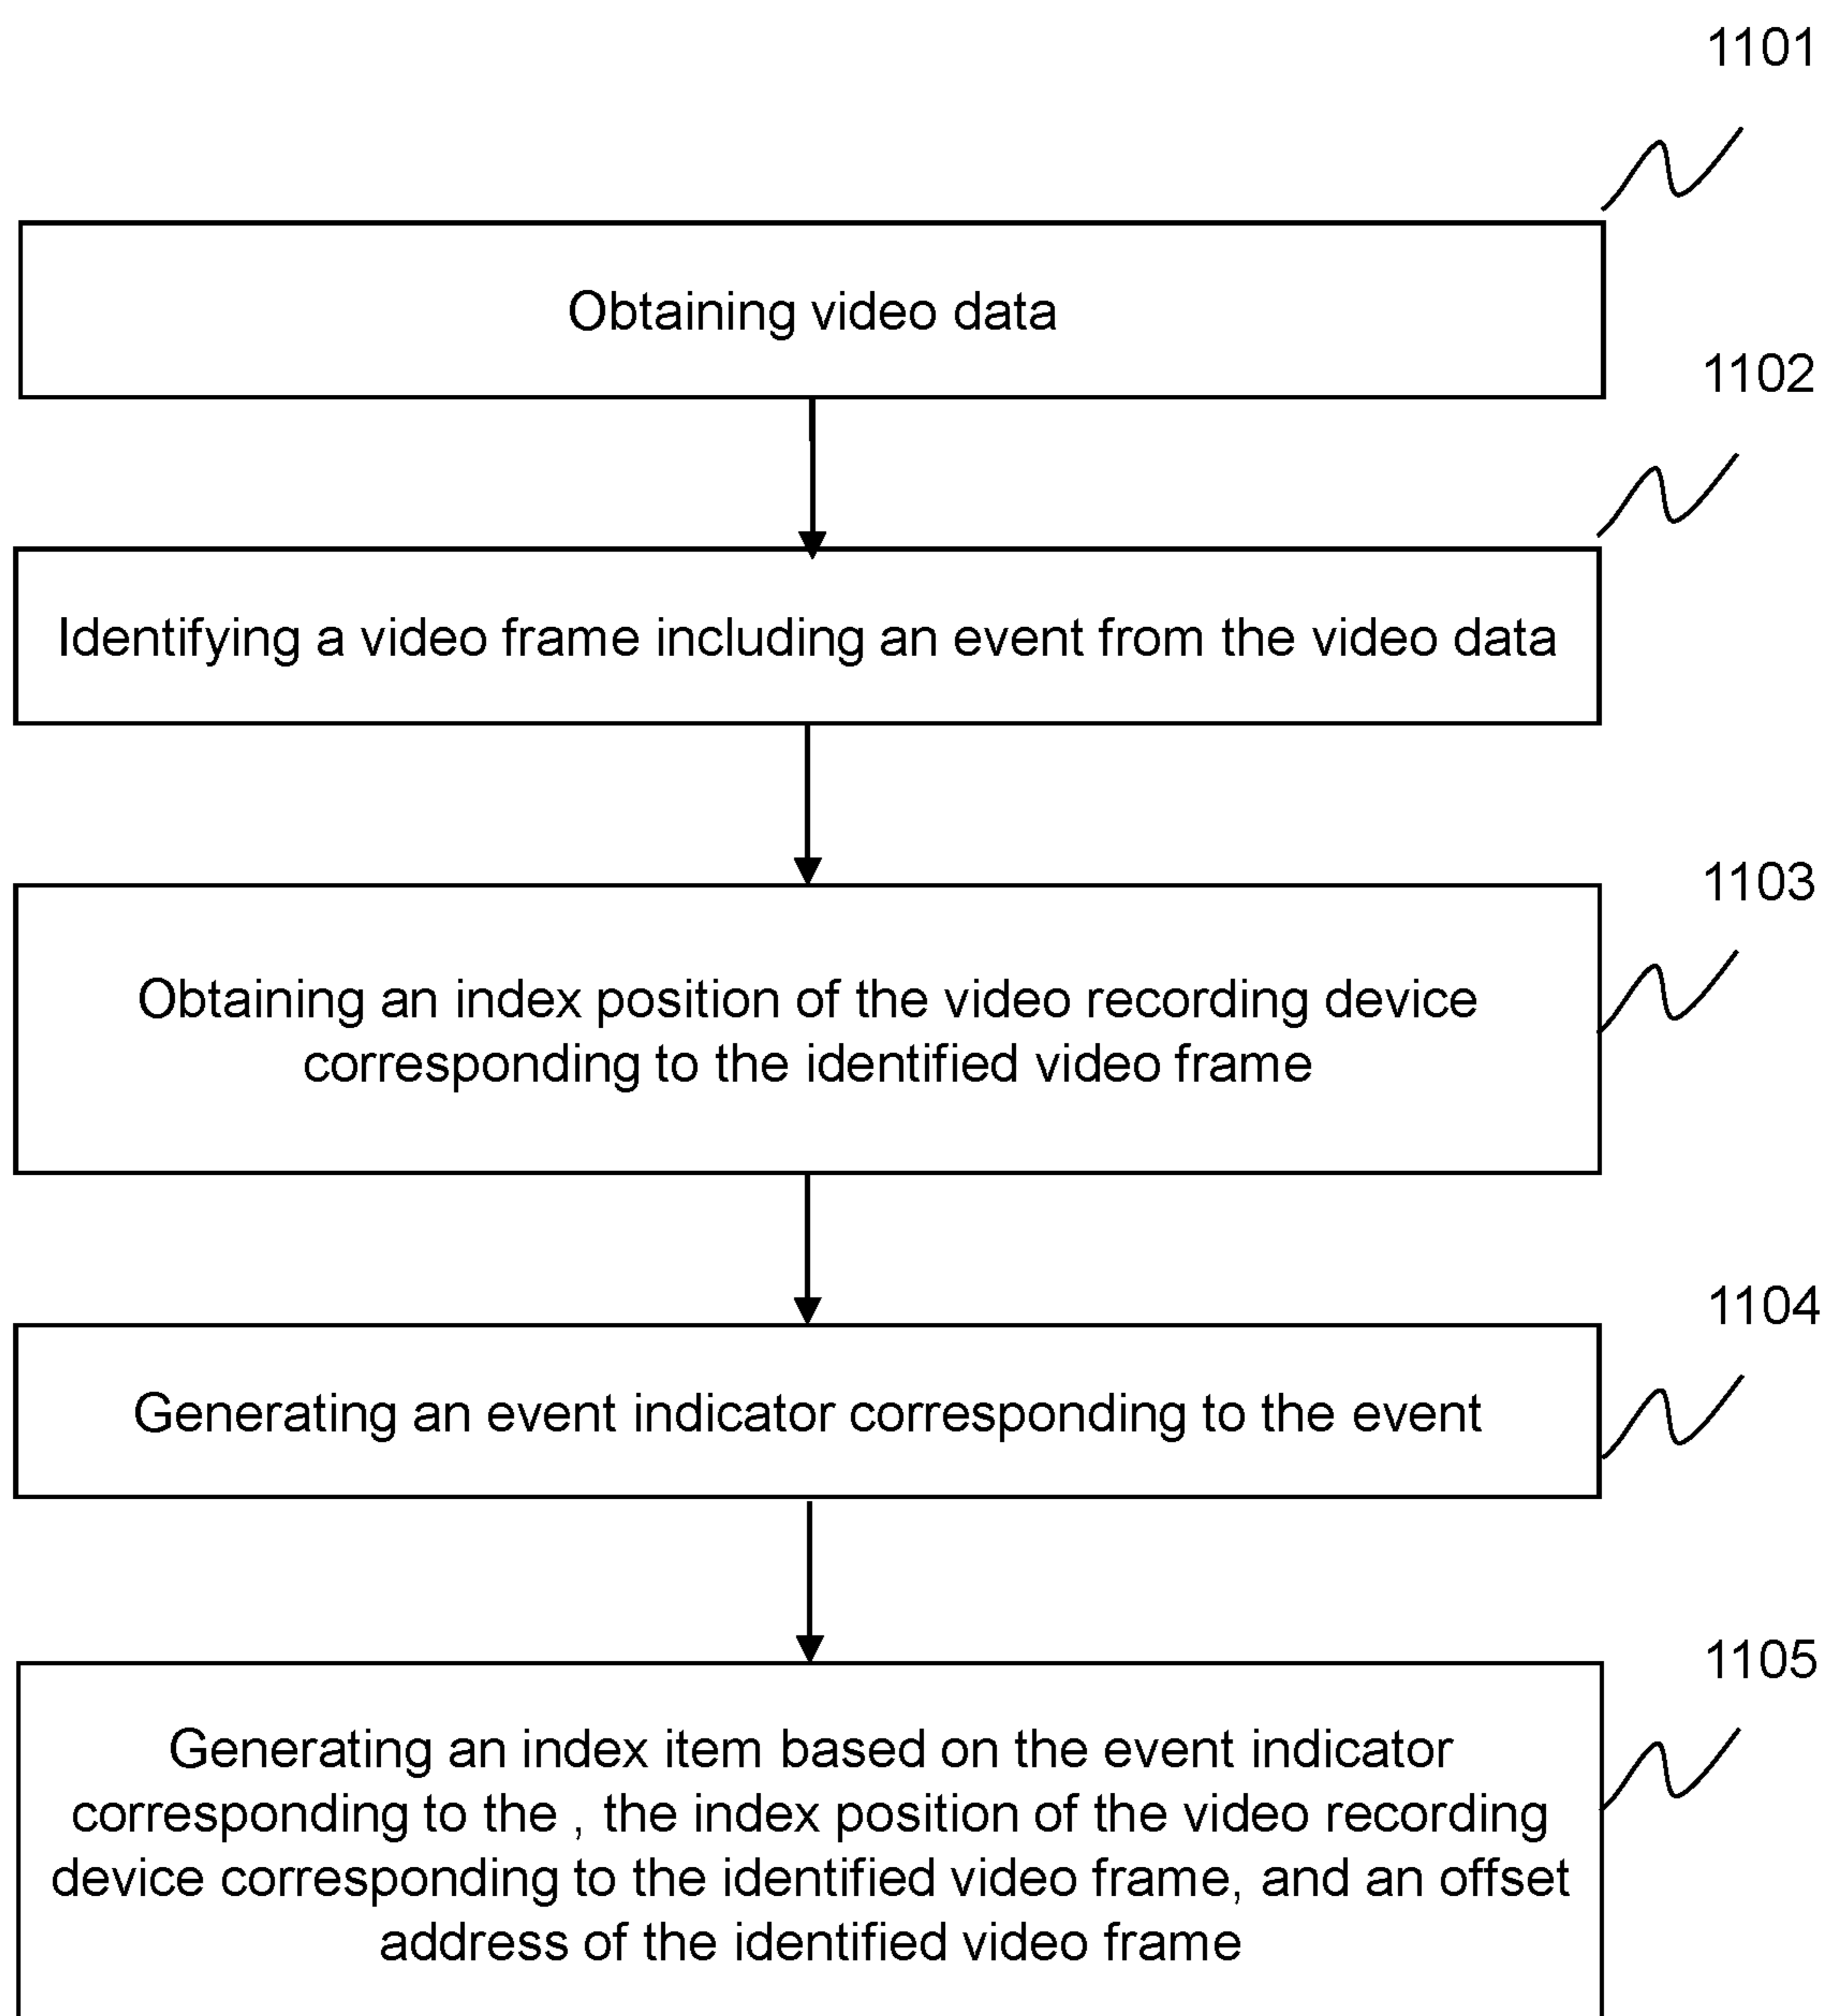 1101
Obtaining video data
1102
Identifying a video frame including an event from the video data
1103
Obtaining an index position of the video recording device
corresponding to the identified video frame
1104
Generating an event indicator corresponding to the event
1105
Generating an index item based on the event indicator
corresponding to the , the index position of the video recording
device corresponding to the identified video frame, and an offset
address of the identified video frame